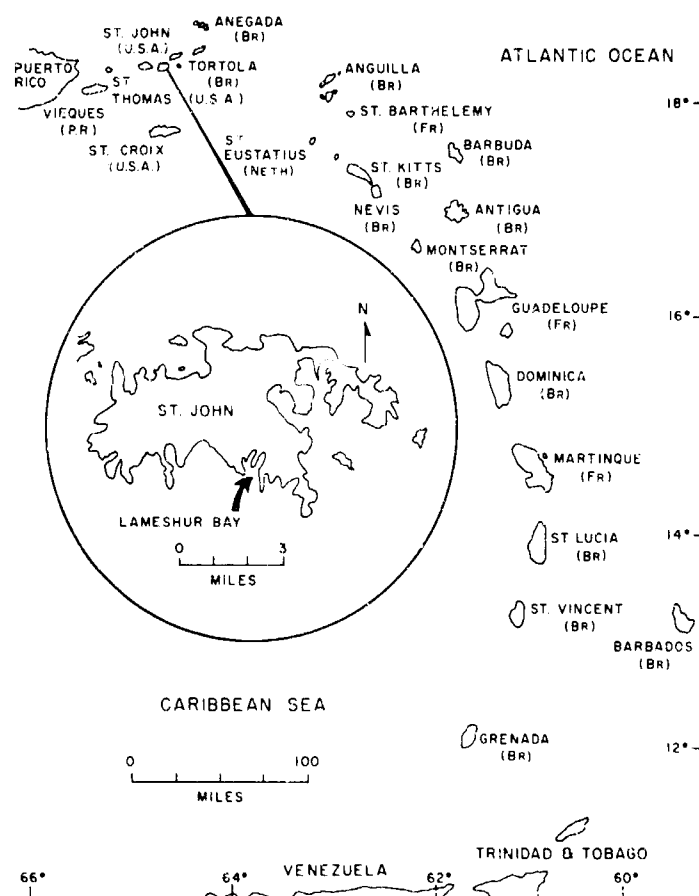 ANEGADA
(BR)
ST. JOHN
(U.S.A.)
ATLANTIC OCEAN
PUERTO
RICO
TORTOLA
(BR)
ST
THOMAS (U.S.A)
VIEQUES
(P.R)
ST. CROIX
(U.S.A.)
ANGUILLA
(BR)
18°
ST. BARTHELEMY
(FR)
ST
EUSTATIUS
(NETH)
BARBUDA
(BR)
ST. KITTS
(BR)
NEVIS
(BR)
ANTIGUA
(BR)
MONTSERRAT
(BR)
GUADELOUPE
(FR)
16°
N
DOMINICA
(BR)
ST. JOHN
MARTINQUE
(FR)
LAMESHUR BAY
0 3
MILES
ST LUCIA
(BR)
14°
ST. VINCENT
(BR)
BARBADOS
(BR)
CARIBBEAN SEA
GRENADA
(BR)
12°
0 100
MILES
TRINIDAD & TOBAGO
VENEZUELA
66° 64° 62° 60°